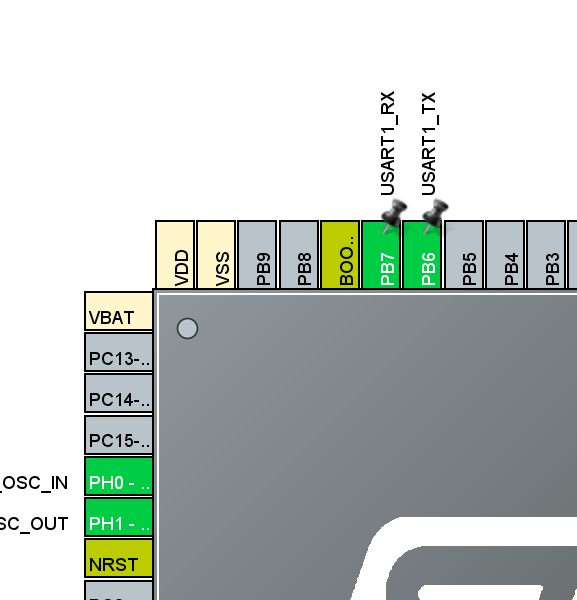 USART1_RX
USART1_TX
VDD
VSS
PB9
PB8
BOO..
PB7
PB6
PB5
PB4
PB3
VBAT
PC13-..
PC14-..
PC15-..
_OSC_IN
PH0 - ..
SC_OUT
PH1 - ..
NRST